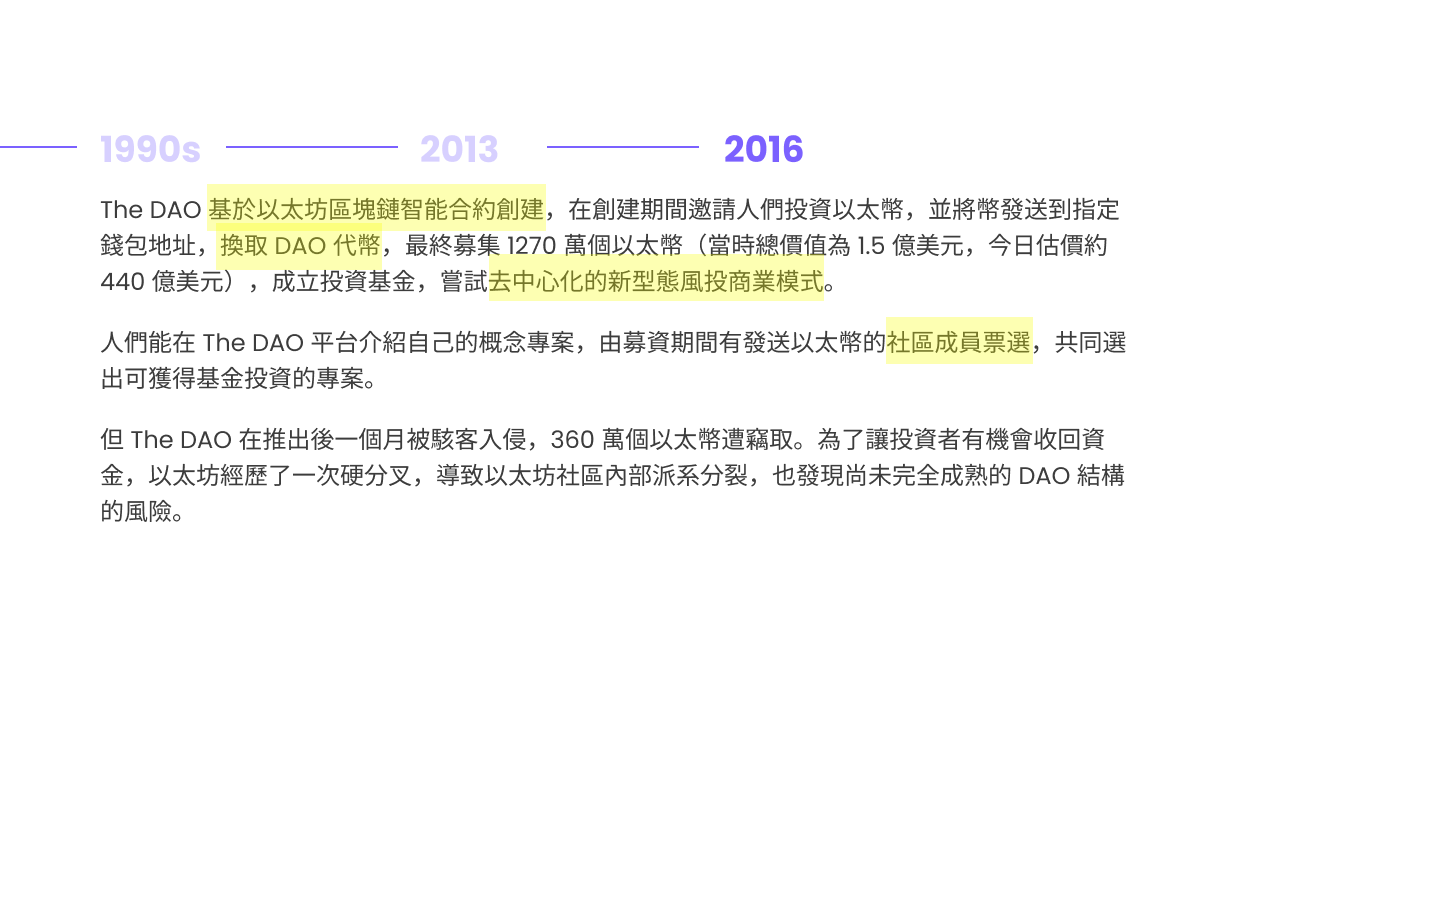 1990s 2013 2016
The DAO 基於以太坊區塊鏈智能合約創建，在創建期間邀請人們投資以太幣，並將幣發送到指定
錢包地址，換取 DAO 代幣，最終募集 1270 萬個以太幣（當時總價值為 1.5 億美元，今日估價約
440 億美元），成立投資基金，嘗試去中心化的新型態風投商業模式。
人們能在 The DAO 平台介紹自己的概念專案，由募資期間有發送以太幣的社區成員票選，共同選
出可獲得基金投資的專案。
但 The DAO 在推出後一個月被駭客入侵，360 萬個以太幣遭竊取。為了讓投資者有機會收回資
金，以太坊經歷了一次硬分叉，導致以太坊社區內部派系分裂，也發現尚未完全成熟的 DAO 結構
的風險。